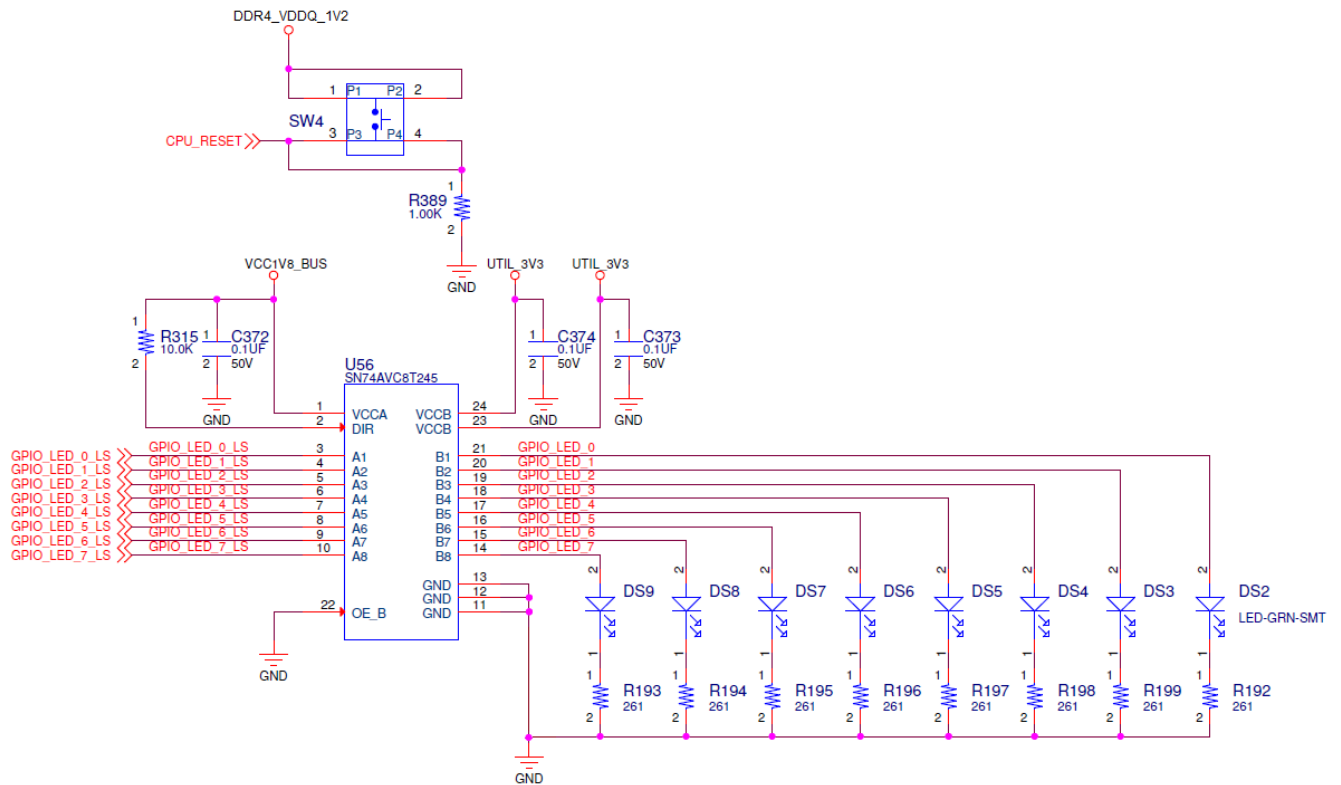 DDR4_VDDQ_1V2
1 P1 P2 2
SW4
CPU_RESET 3 P3 P4 4
1
R389
1.00K
2
GND
VCC1V8_BUS
UTIL_3V3 UTIL_3V3
1
R315
10.0K
2
1 C372
0.1UF
2 50V
GND
1 C374
0.1UF
2 50V
GND
1 C373
0.1UF
2 50V
GND
U56
SN74AVC8T245
1 VCCA VCCB 24
2 DIR VCCB 23
GPIO_LED_0_LS GPIO_LED_0_LS 3 A1 B1 21 GPIO_LED_0
GPIO_LED_1_LS GPIO_LED_1_LS 4 A2 B2 20 GPIO_LED_1
GPIO_LED_2_LS GPIO_LED_2_LS 5 A3 B3 19 GPIO_LED_2
GPIO_LED_3_LS GPIO_LED_3_LS 6 A4 B4 18 GPIO_LED_3
GPIO_LED_4_LS GPIO_LED_4_LS 7 A5 B5 17 GPIO_LED_4
GPIO_LED_5_LS GPIO_LED_5_LS 8 A6 B6 16 GPIO_LED_5
GPIO_LED_6_LS GPIO_LED_6_LS 9 A7 B7 15 GPIO_LED_6
GPIO_LED_7_LS GPIO_LED_7_LS 10 A8 B8 14 GPIO_LED_7
GND 13
GND 12
22 OE_B GND 11
GND
2 2 2 2 2 2 2 2
DS9 DS8 DS7 DS6 DS5 DS4 DS3 DS2
LED-GRN-SMT
1 1 1 1 1 1 1 1
1 1 1 1 1 1 1 1
R193 R194 R195 R196 R197 R198 R199 R192
261 261 261 261 261 261 261 261
2 2 2 2 2 2 2 2
GND